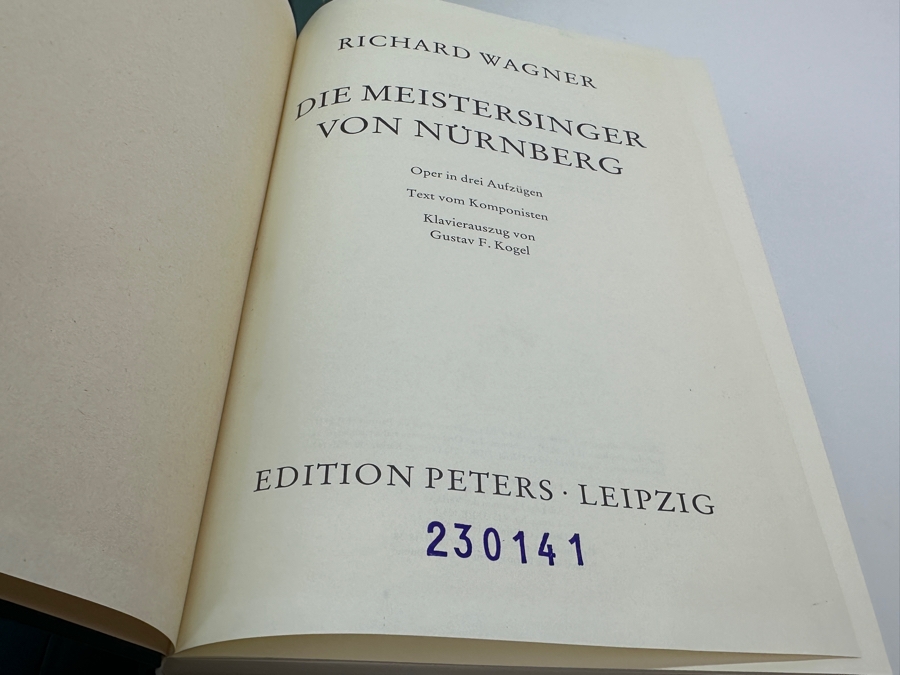 RICHARD WAGNER
DIE MEISTERSINGER
VON NÜRNBERG
Oper in drei Aufzügen
Text vom Komponisten
Klavierauszug von
Gustav F. Kogel
EDITION PETERS · LEIPZIG
230141